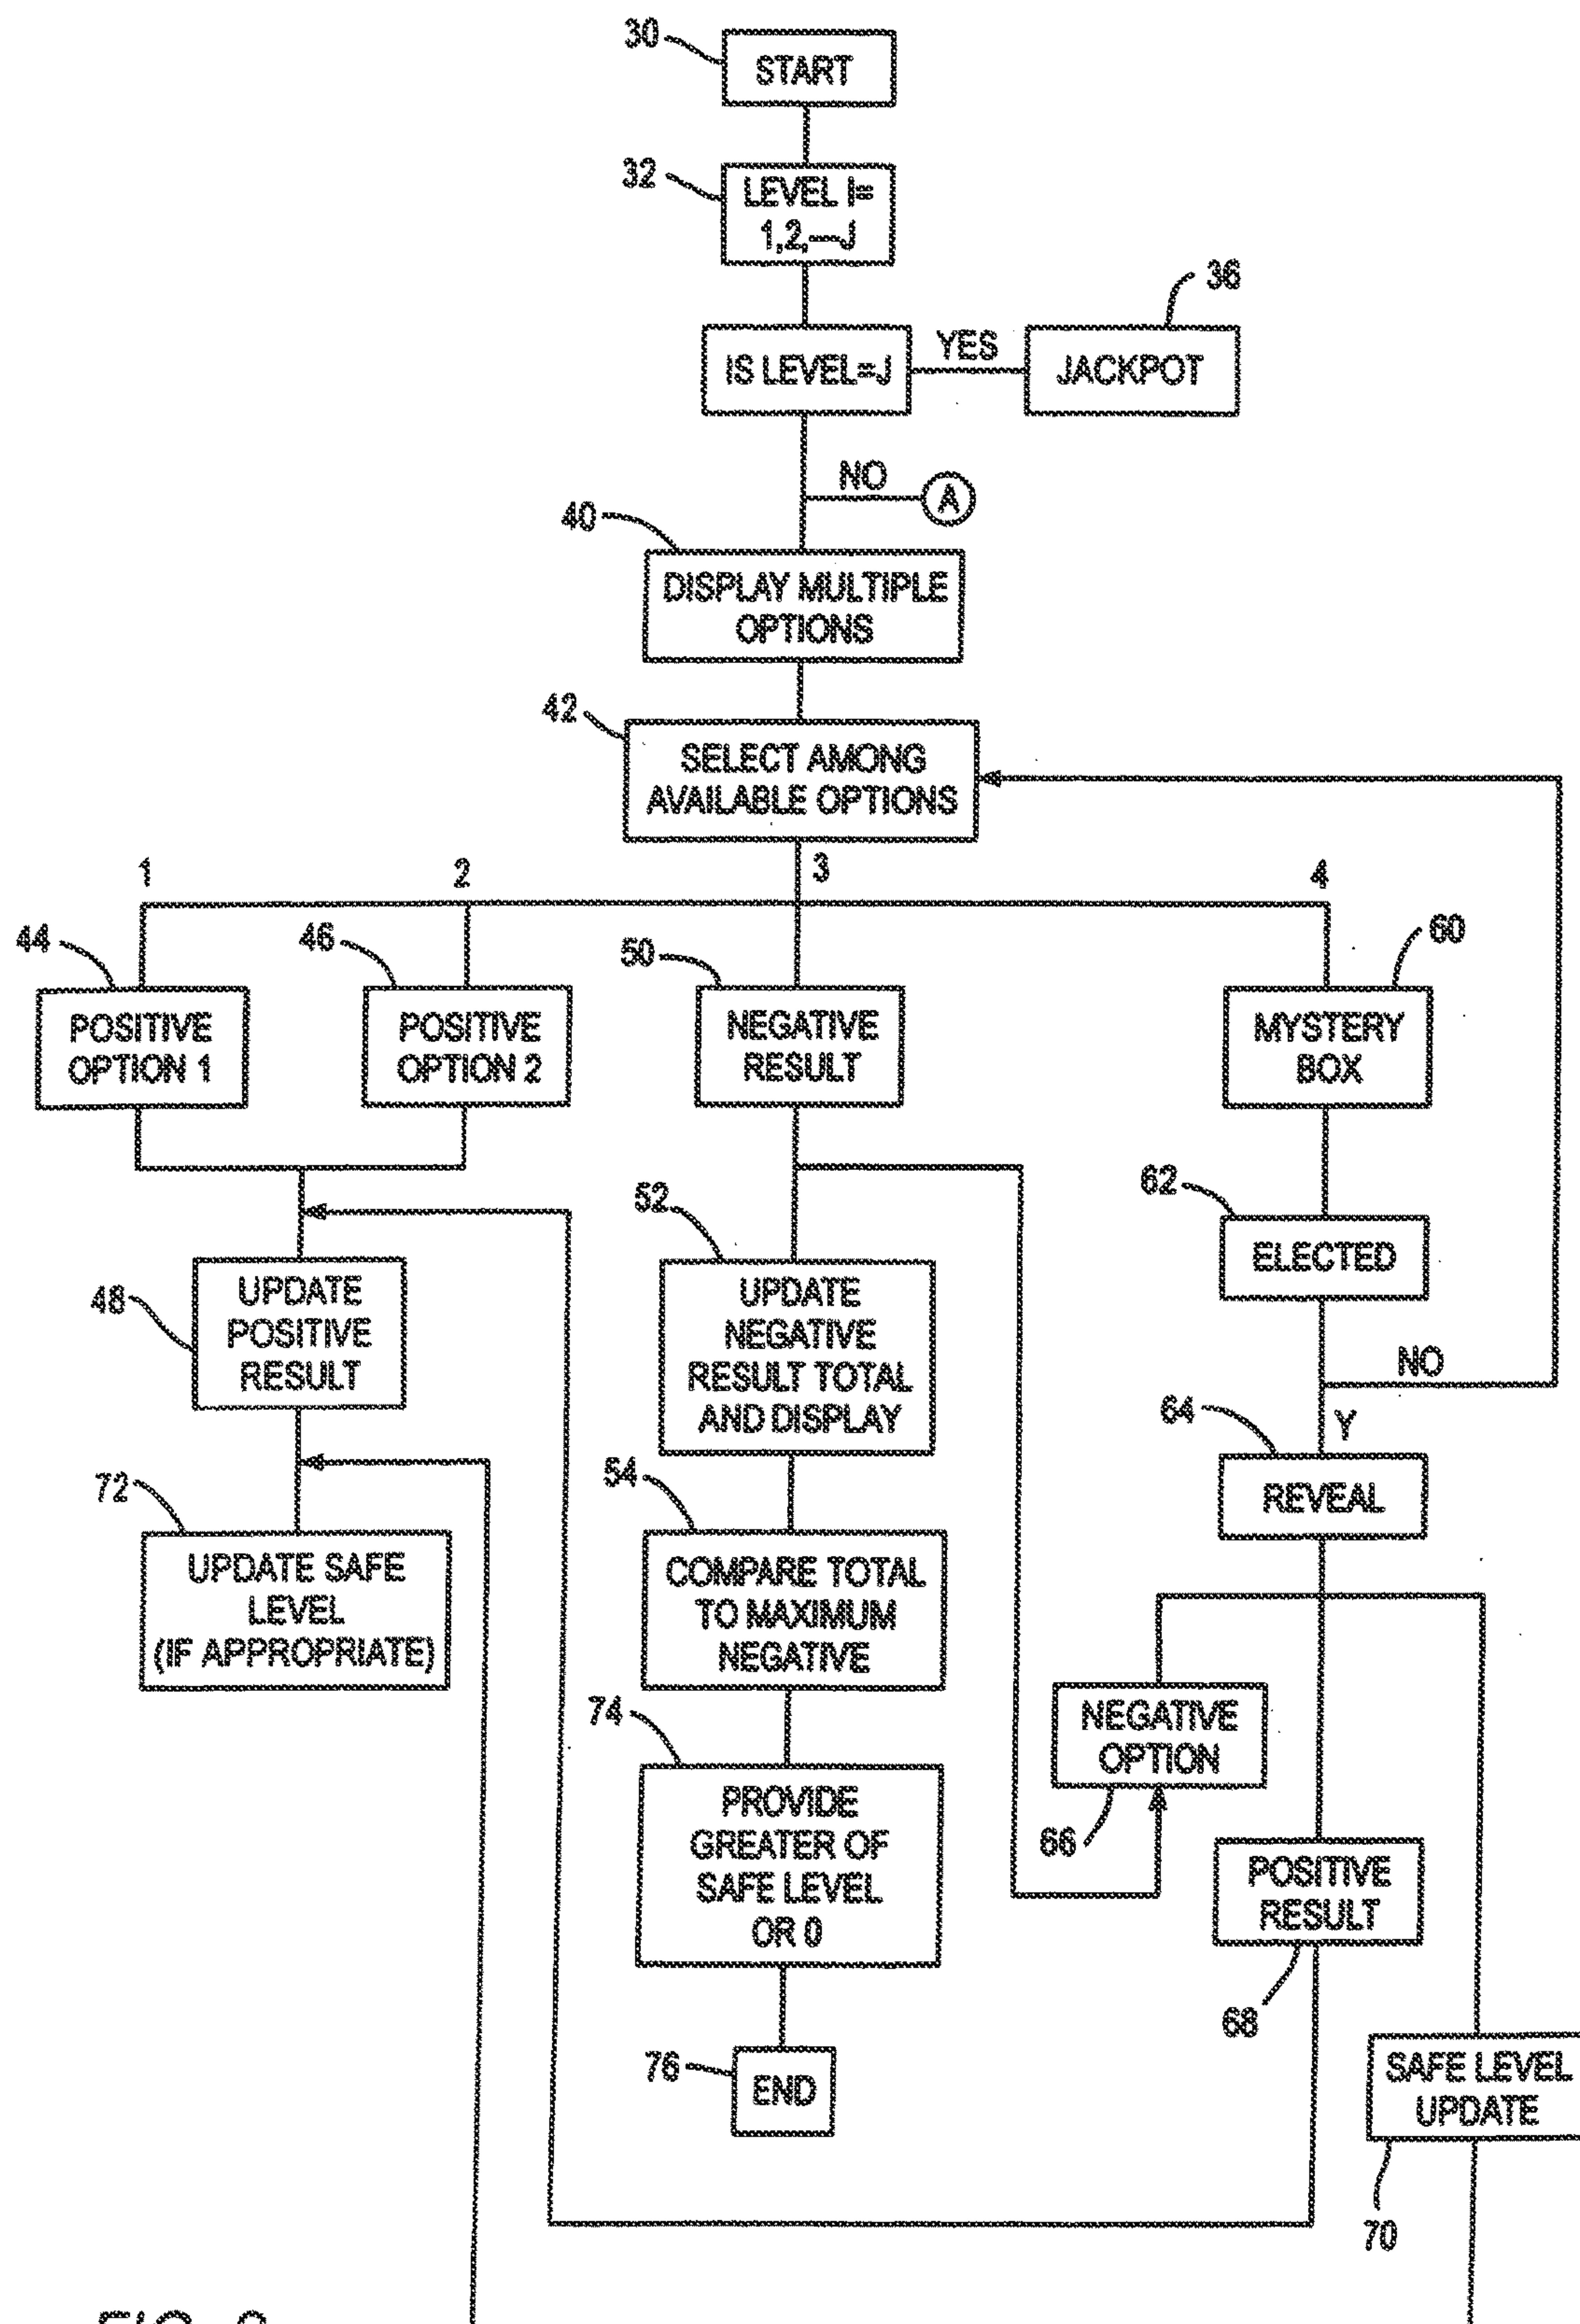 30
START
32
LEVEL I=
1,2,—J
36
IS LEVEL=J
YES
JACKPOT
NO
A
40
DISPLAY MULTIPLE
OPTIONS
42
SELECT AMONG
AVAILABLE OPTIONS
1
2
3
4
44
46
50
60
POSITIVE
OPTION 1
POSITIVE
OPTION 2
NEGATIVE
RESULT
MYSTERY
BOX
52
62
ELECTED
48
UPDATE
POSITIVE
RESULT
UPDATE
NEGATIVE
RESULT TOTAL
AND DISPLAY
NO
64
Y
REVEAL
72
UPDATE SAFE
LEVEL
(IF APPROPRIATE)
54
COMPARE TOTAL
TO MAXIMUM
NEGATIVE
74
PROVIDE
GREATER OF
SAFE LEVEL
OR 0
NEGATIVE
OPTION
66
POSITIVE
RESULT
68
76
END
SAFE LEVEL
UPDATE
70